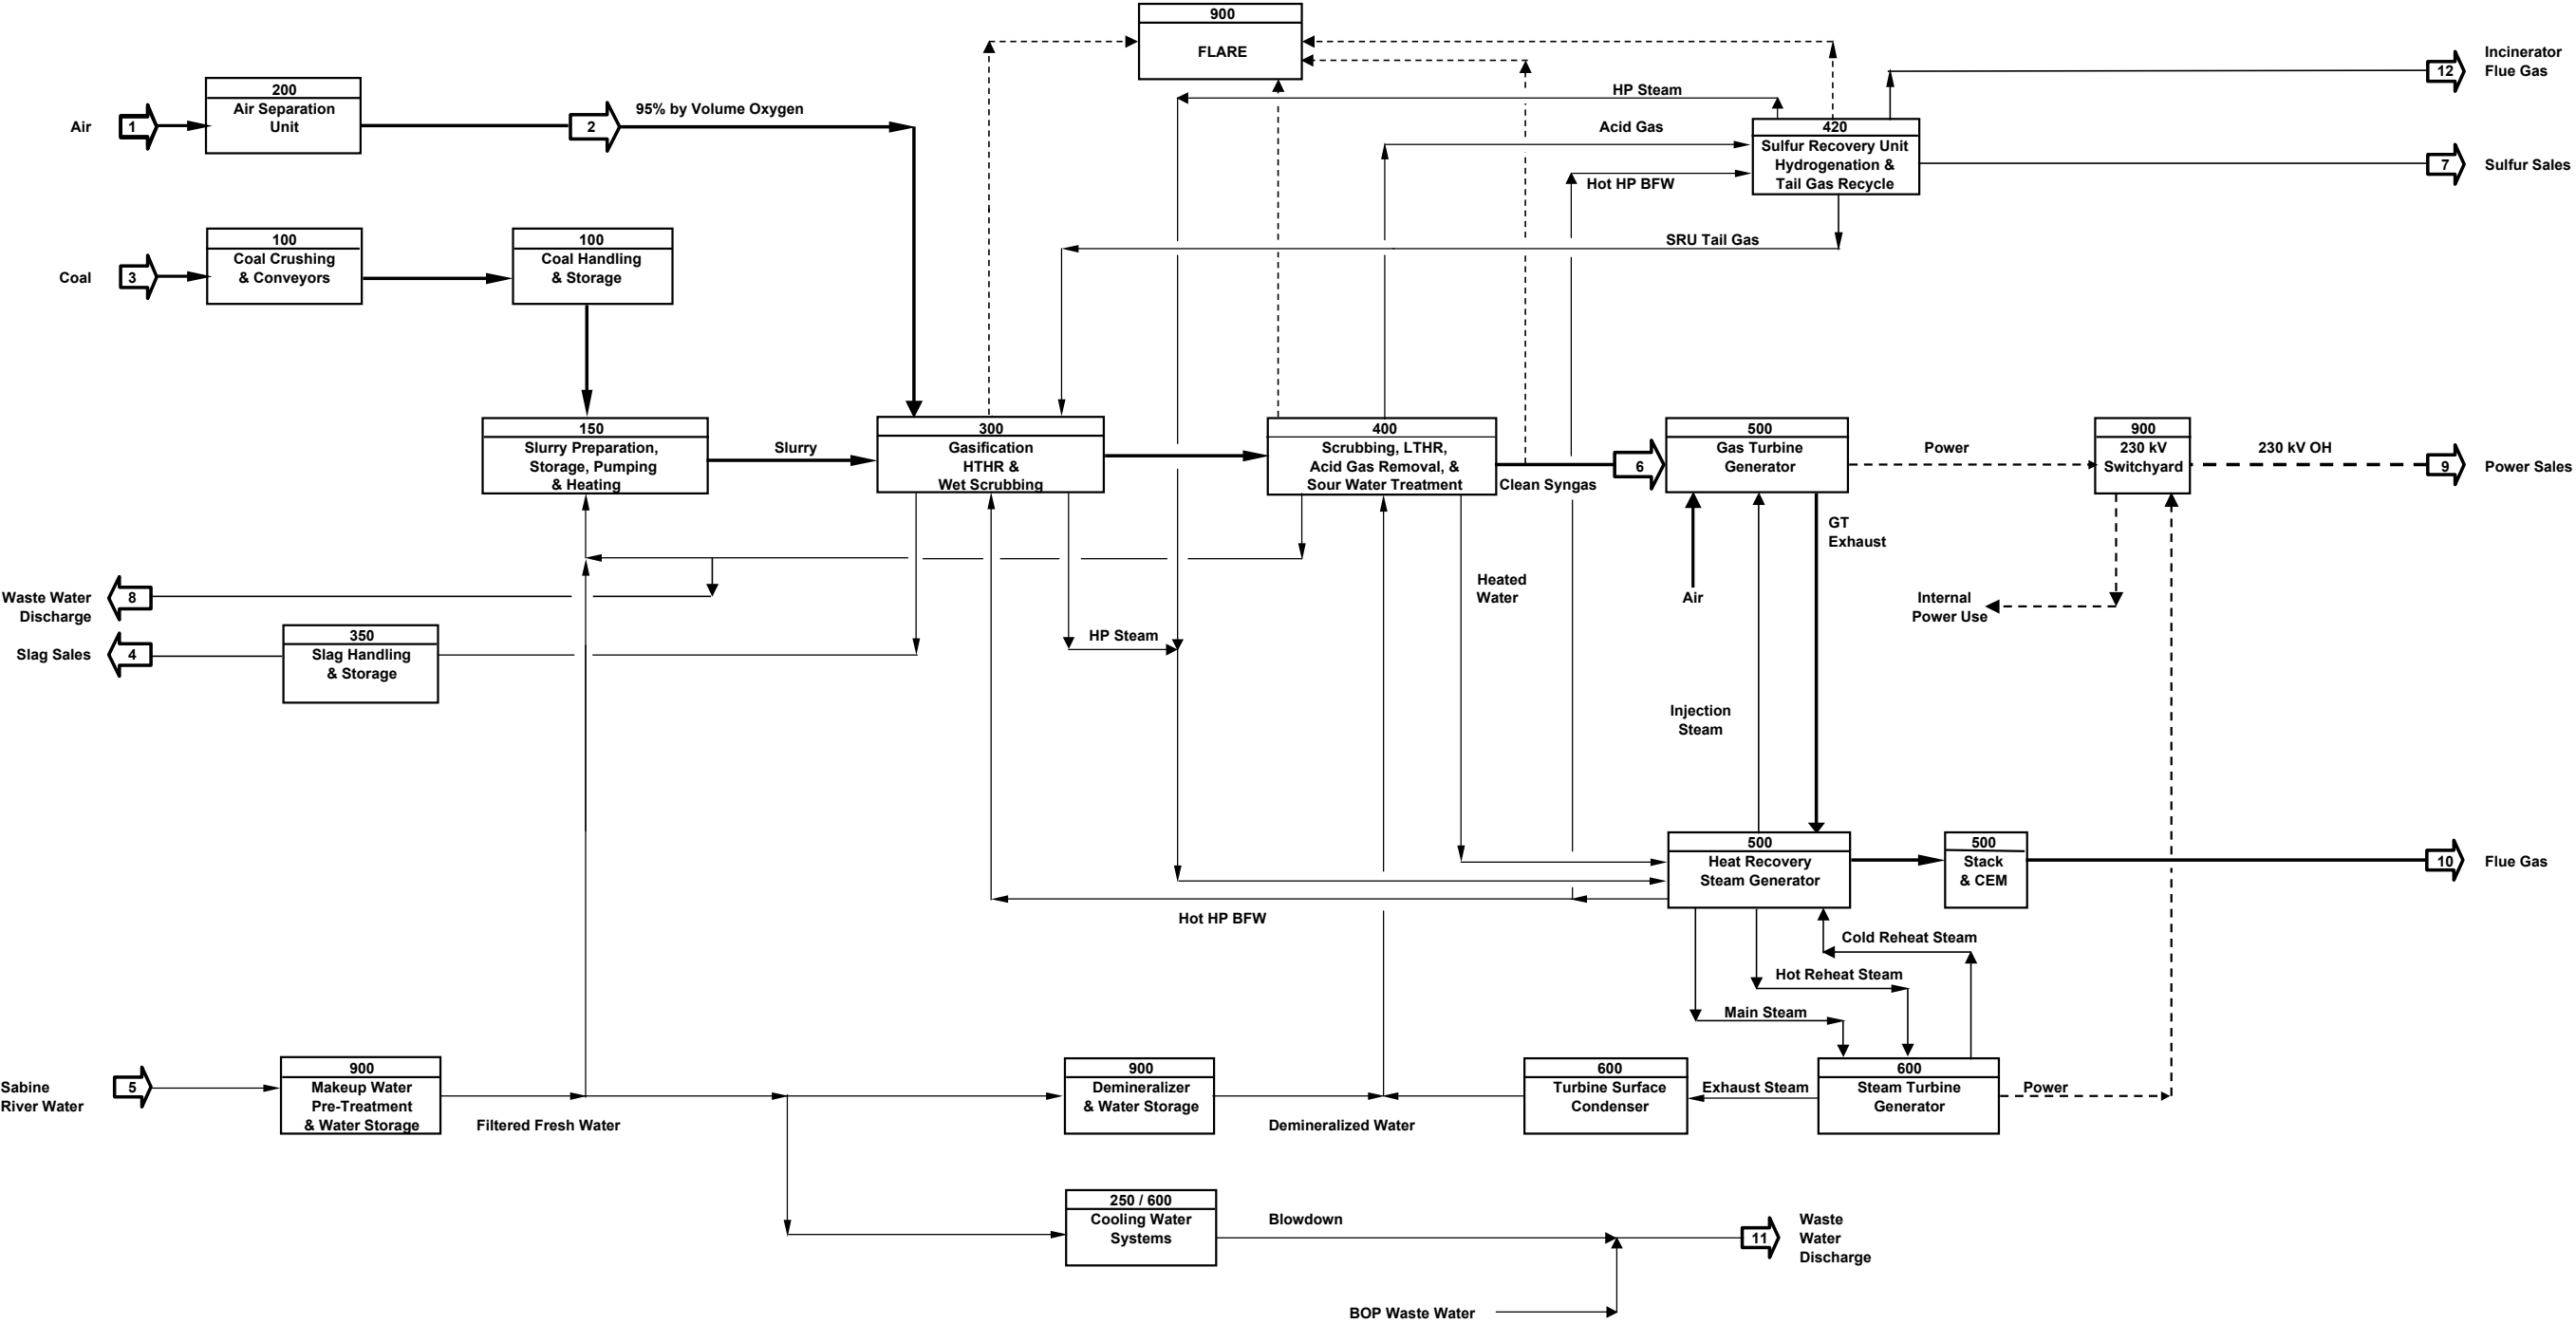 900
FLARE
Incinerator
Flue Gas
12
200
Air Separation
Unit
Air
1
2
95% by Volume Oxygen
HP Steam
Acid Gas
Hot HP BFW
420
Sulfur Recovery Unit
Hydrogenation &
Tail Gas Recycle
7
Sulfur Sales
SRU Tail Gas
Coal
3
100
Coal Crushing
& Conveyors
100
Coal Handling
& Storage
150
Slurry Preparation,
Storage, Pumping
& Heating
Slurry
300
Gasification
HTHR &
Wet Scrubbing
400
Scrubbing, LTHR,
Acid Gas Removal, &
Sour Water Treatment
Clean Syngas
6
500
Gas Turbine
Generator
Power
900
230 kV
Switchyard
230 kV OH
9
Power Sales
GT
Exhaust
Air
Heated
Water
Internal
Power Use
Waste Water
Discharge
8
Slag Sales
4
350
Slag Handling
& Storage
HP Steam
Injection
Steam
500
Heat Recovery
Steam Generator
500
Stack
& CEM
10
Flue Gas
Hot HP BFW
Cold Reheat Steam
Hot Reheat Steam
Main Steam
Sabine
River Water
5
900
Makeup Water
Pre-Treatment
& Water Storage
Filtered Fresh Water
900
Demineralizer
& Water Storage
Demineralized Water
600
Turbine Surface
Condenser
Exhaust Steam
600
Steam Turbine
Generator
Power
250 / 600
Cooling Water
Systems
Blowdown
11
Waste
Water
Discharge
BOP Waste Water